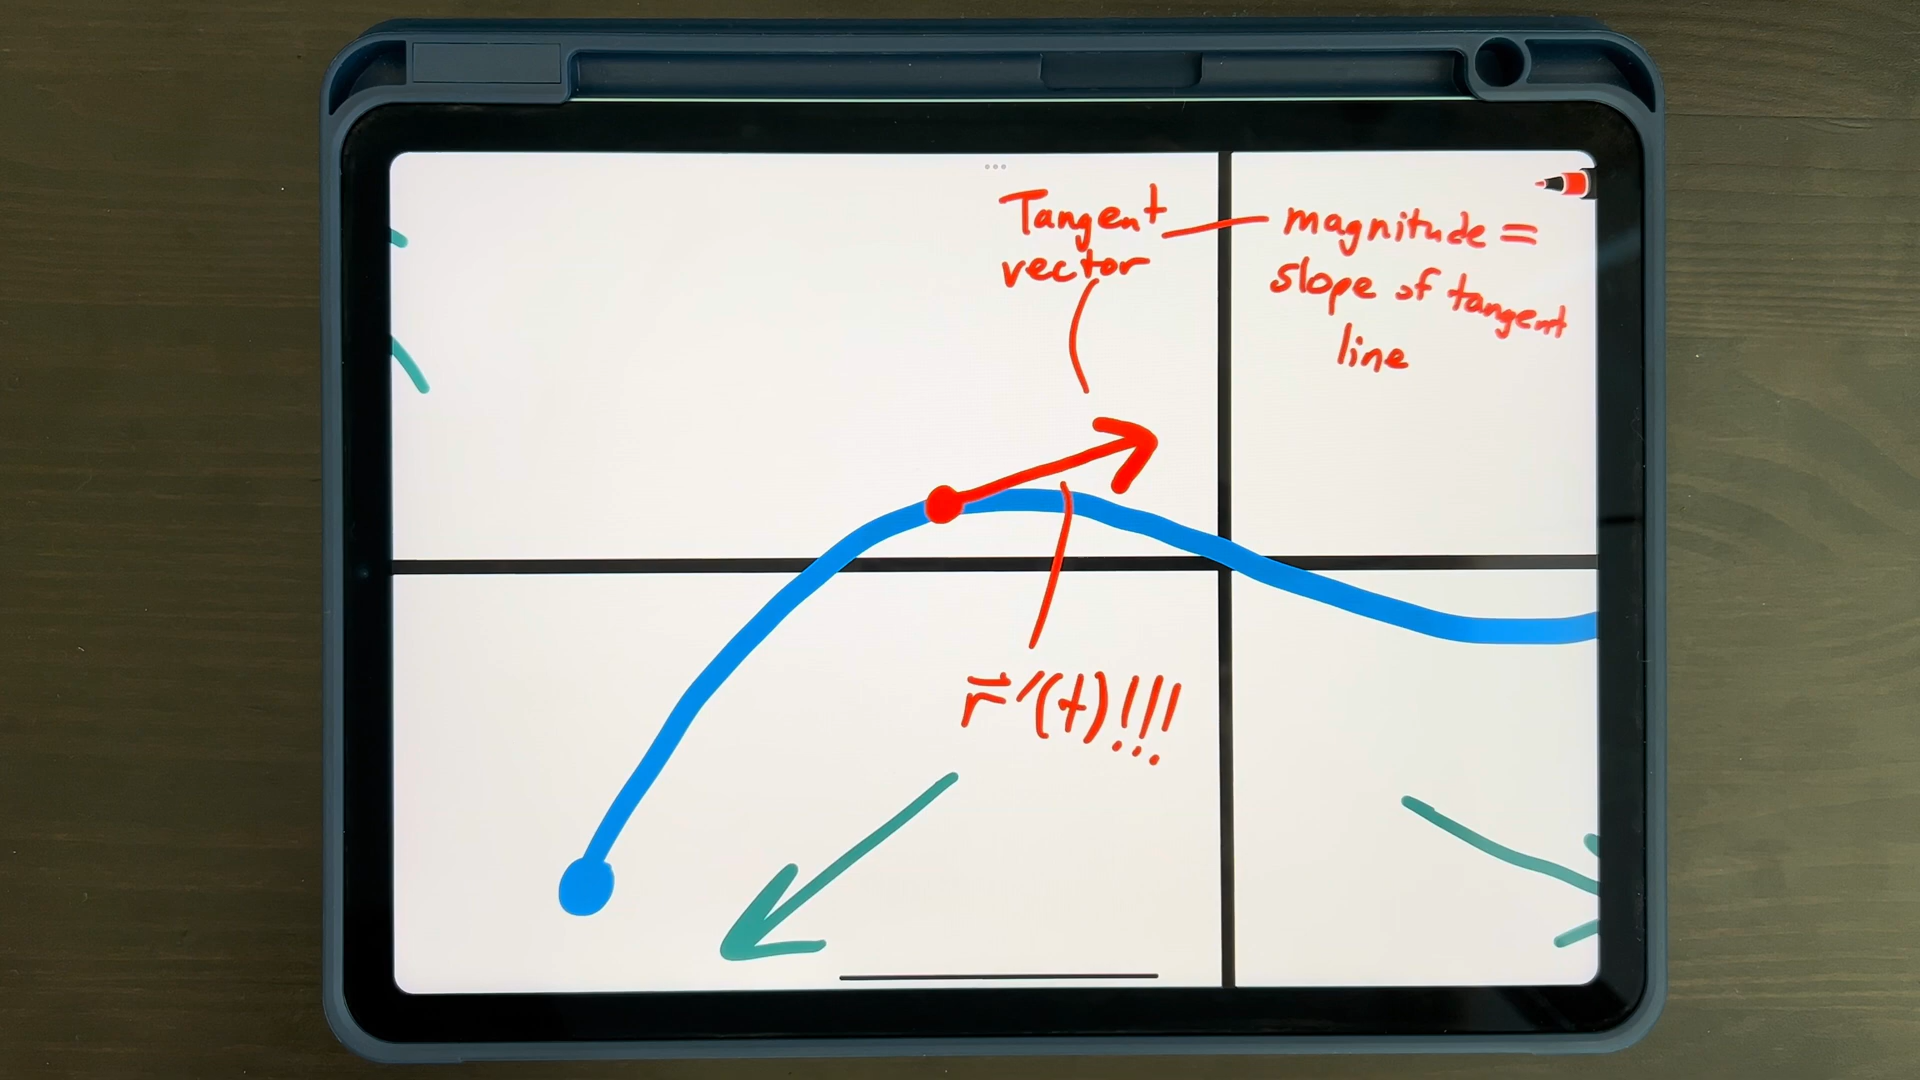 Tangent
vector
magnitude =
slope of tangent
line
r⃗'(t)!!!